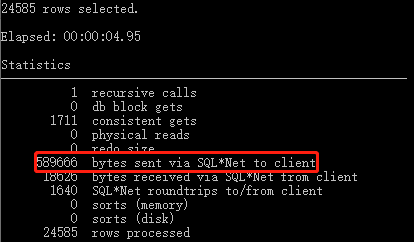 24585 rows selected.
Elapsed: 00:00:04.95
Statistics
1 recursive calls
0 db block gets
1711 consistent gets
0 physical reads
0 redo size
589666 bytes sent via SQL*Net to client
18626 bytes received via SQL*Net from client
1640 SQL*Net roundtrips to/from client
0 sorts (memory)
0 sorts (disk)
24585 rows processed